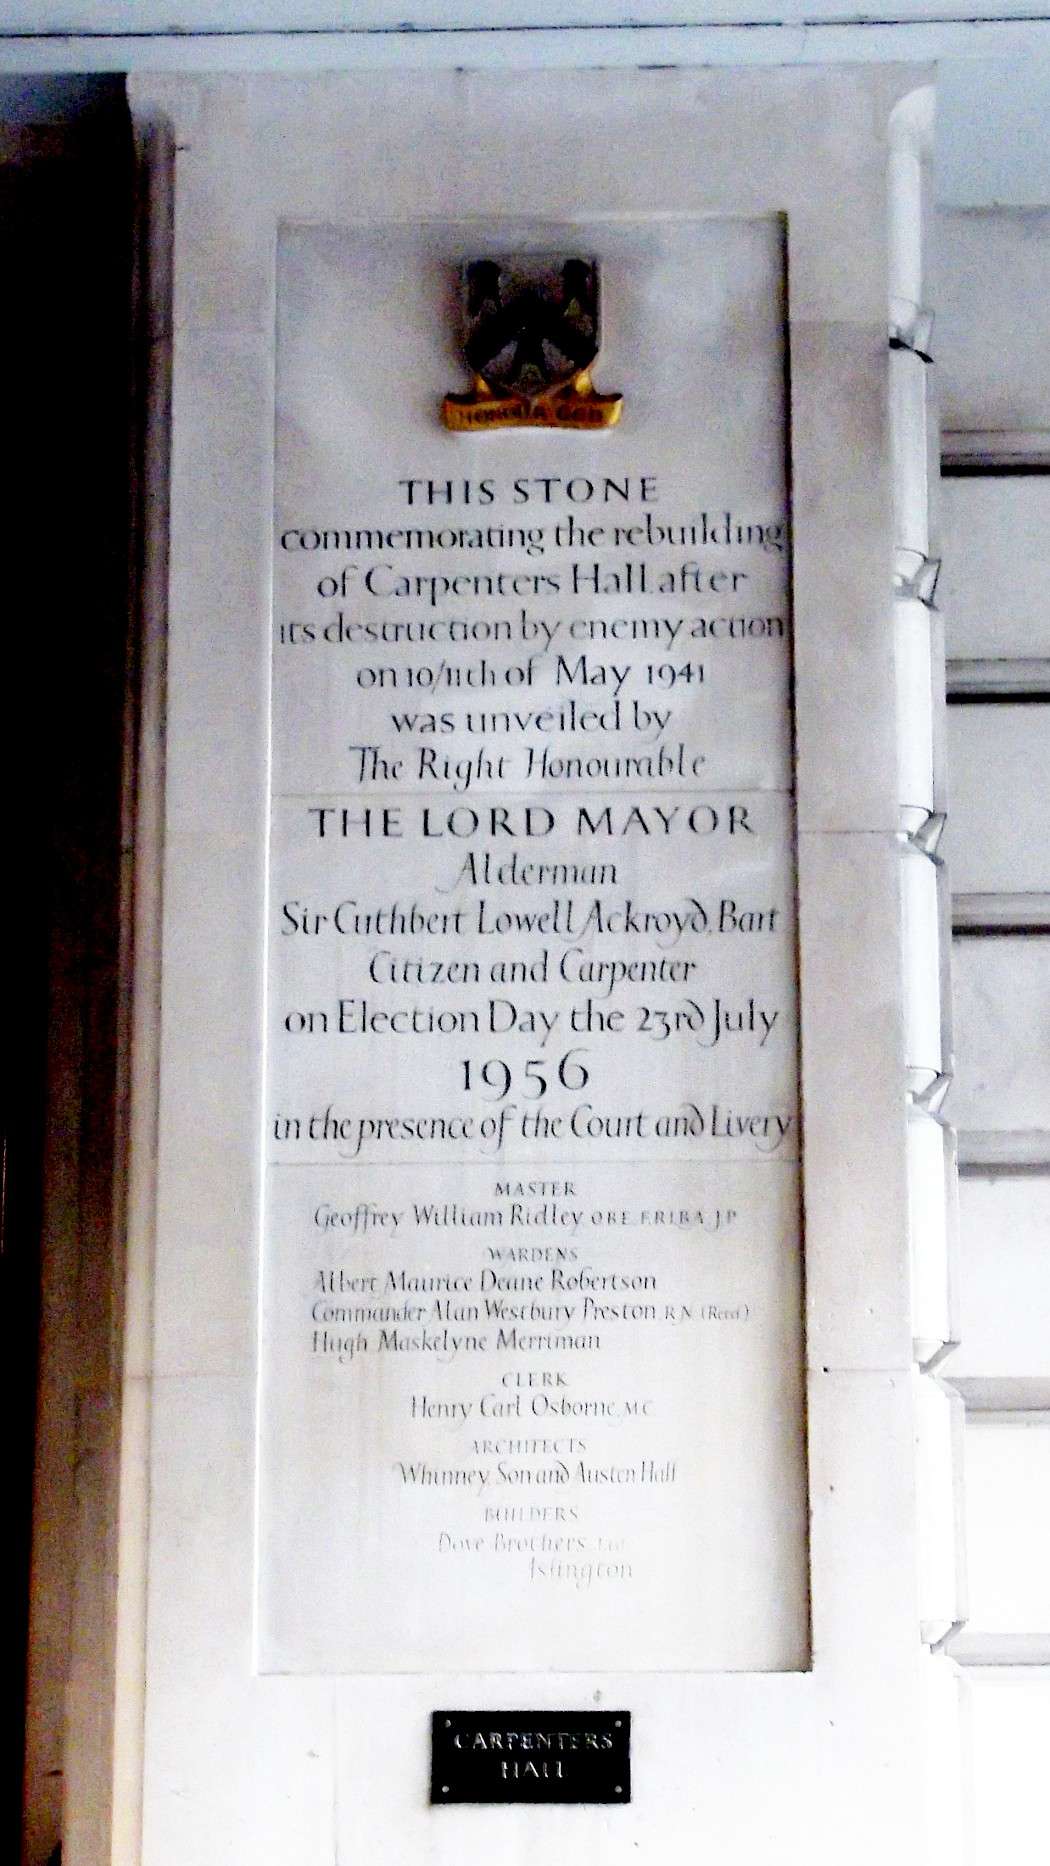 HONOR GOD
THIS STONE
commemorating the rebuilding
of Carpenters Hall after
its destruction by enemy action
on 10/11th of May 1941
was unveiled by
The Right Honourable
THE LORD MAYOR
Alderman
Sir Cuthbert Lowell Ackroyd, Bart
Citizen and Carpenter
on Election Day the 23rd July
1956
in the presence of the Court and Livery
MASTER
Geoffrey William Ridley OBE F.R.I.B.A. J.P
WARDENS
Albert Maurice Deane Robertson
Commander Alan Westbury Preston R.N. (Retd)
Hugh Maskelyne Merriman
CLERK
Henry Carl Osborne, MC
ARCHITECTS
Whinney, Son and Austen Hall
BUILDERS
Dove Brothers Ltd
Islington
CARPENTERS
HALL